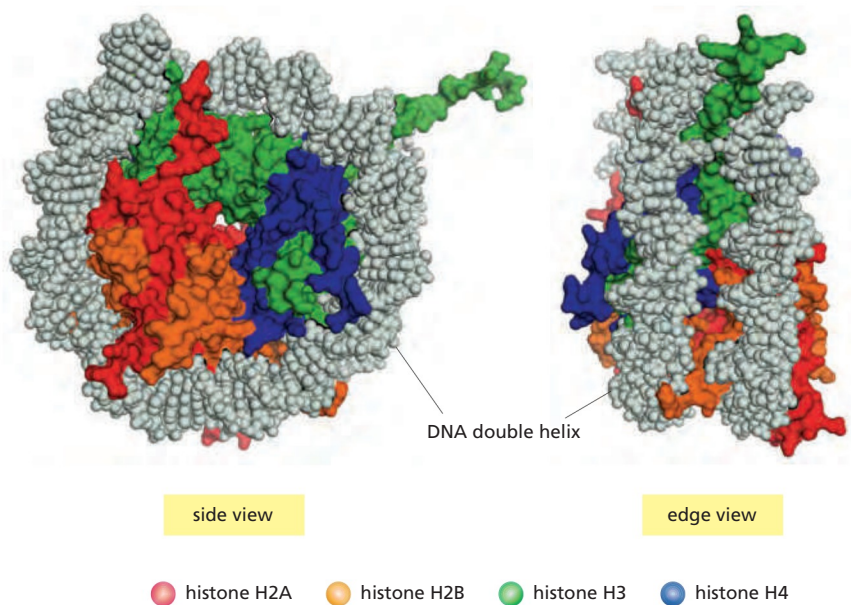 DNA double helix
side view
edge view
histone H2A
histone H2B
histone H3
histone H4